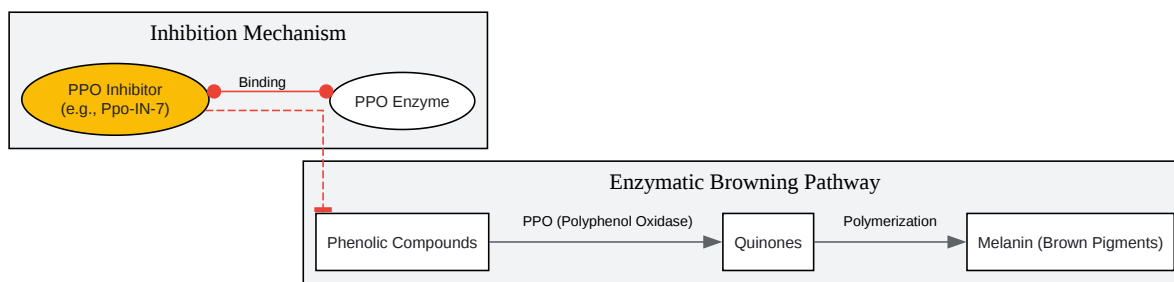 Inhibition Mechanism
PPO Inhibitor
(e.g., Ppo-IN-7)
Binding
PPO Enzyme
Enzymatic Browning Pathway
Phenolic Compounds
PPO (Polyphenol Oxidase)
Quinones
Polymerization
Melanin (Brown Pigments)